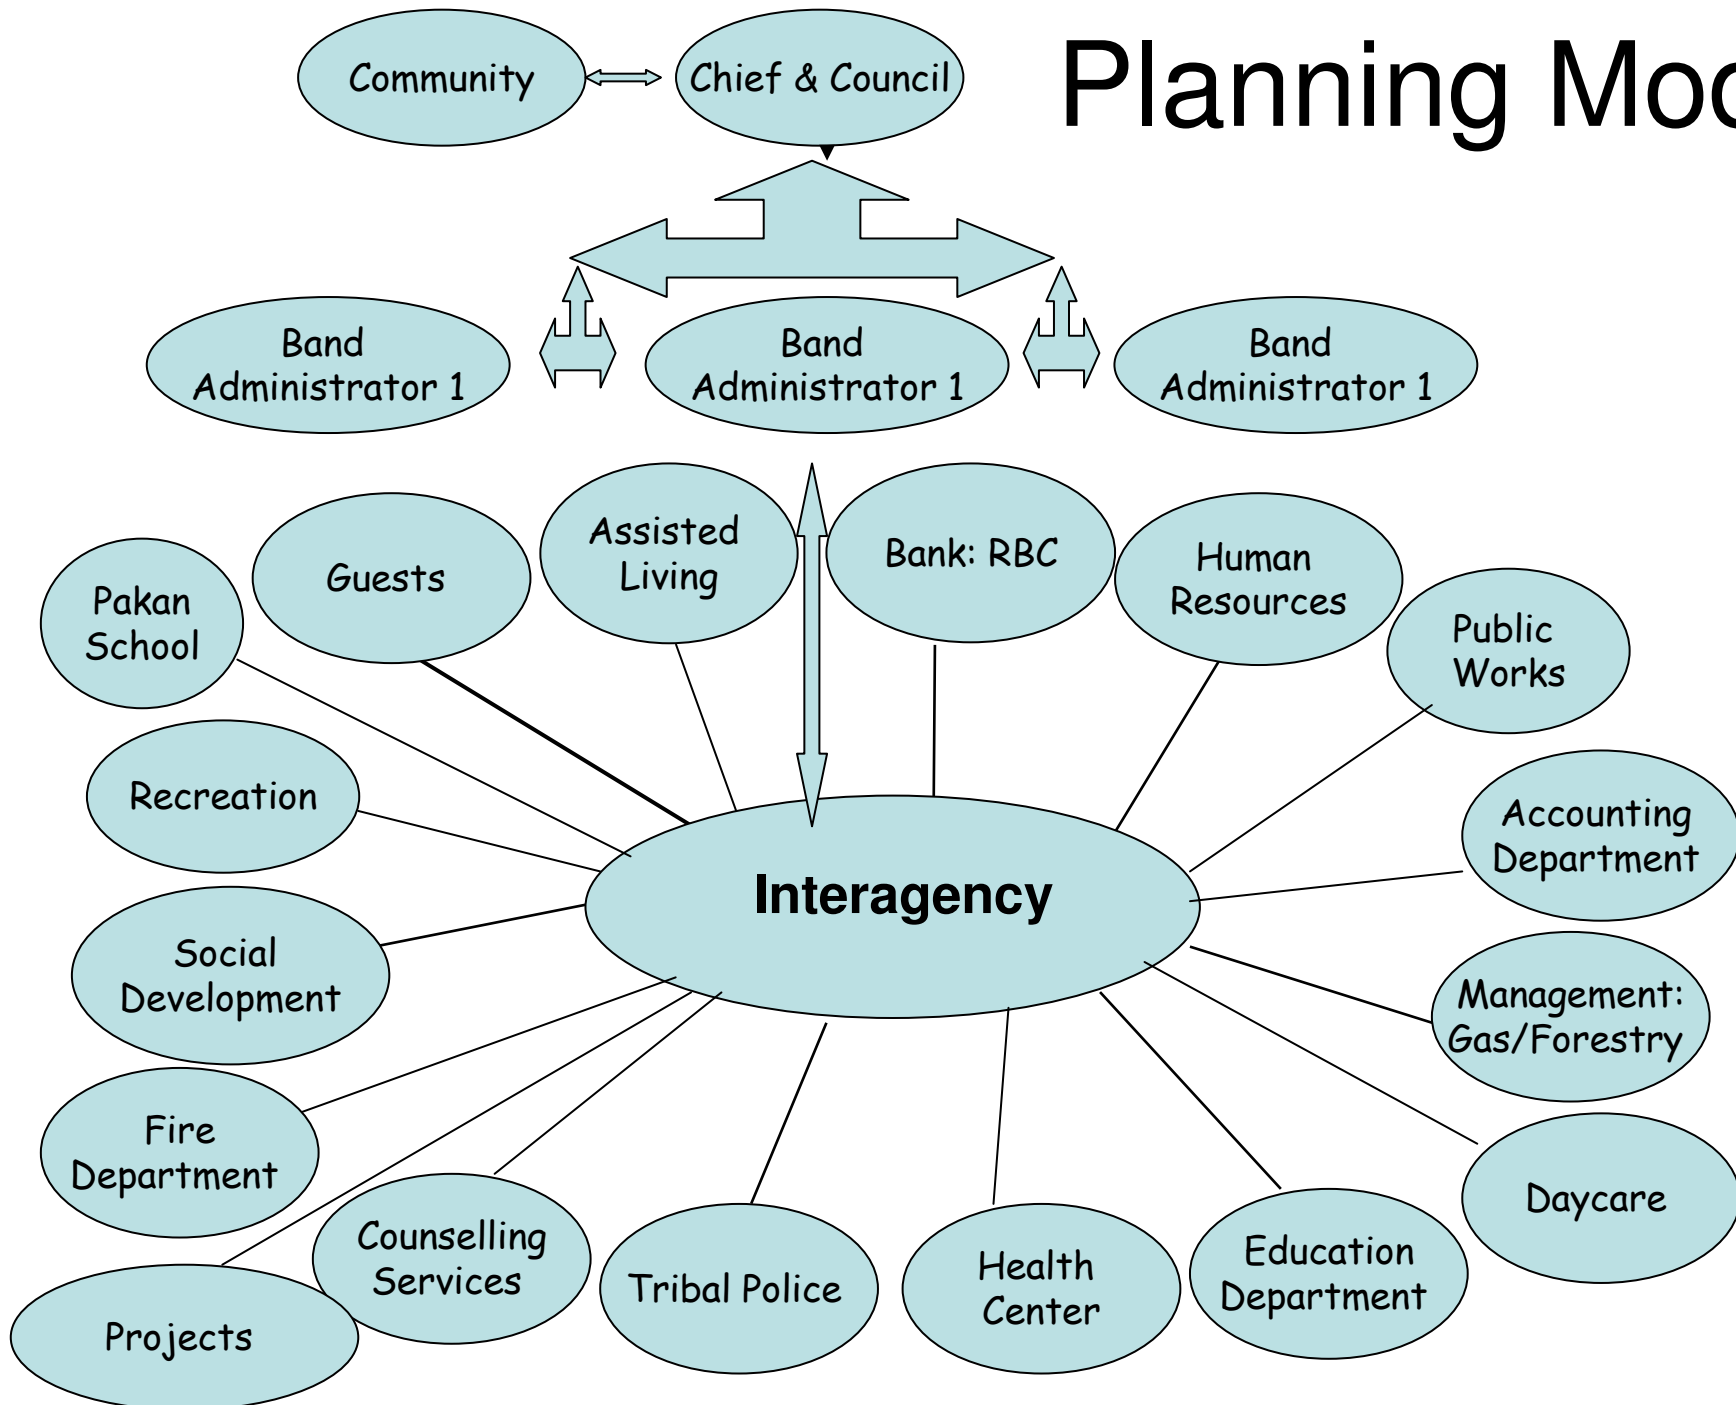 Planning Mod
Community
Chief & Council
Band
Administrator 1
Band
Administrator 1
Band
Administrator 1
Pakan
School
Guests
Assisted
Living
Bank: RBC
Human
Resources
Public
Works
Recreation
Accounting
Department
Interagency
Social
Development
Management:
Gas/Forestry
Fire
Department
Daycare
Counselling
Services
Tribal Police
Health
Center
Education
Department
Projects